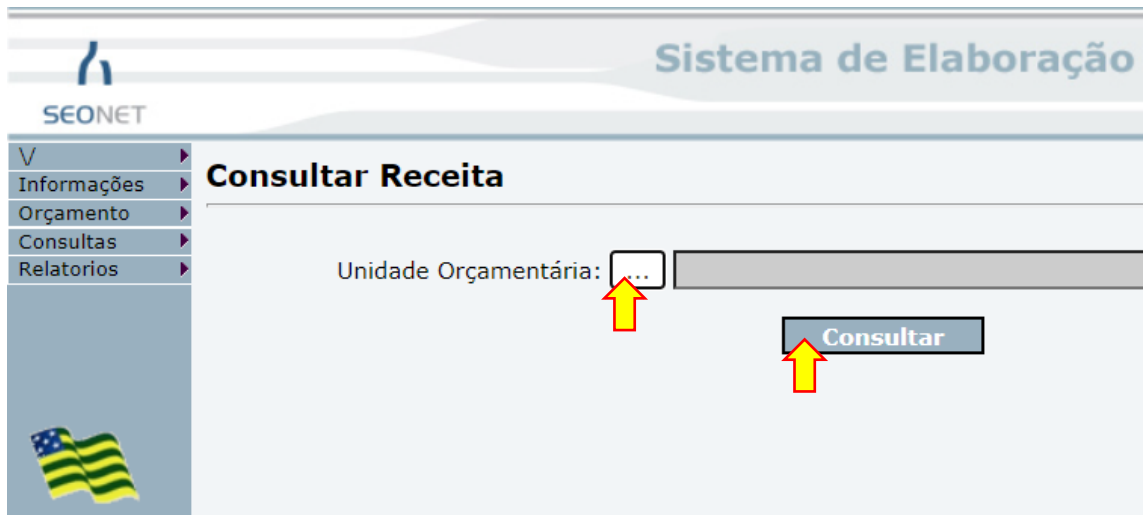 Sistema de Elaboração
SEONET
V
Informações
Orçamento
Consultas
Relatorios
Consultar Receita
Unidade Orçamentária: ...
Consultar